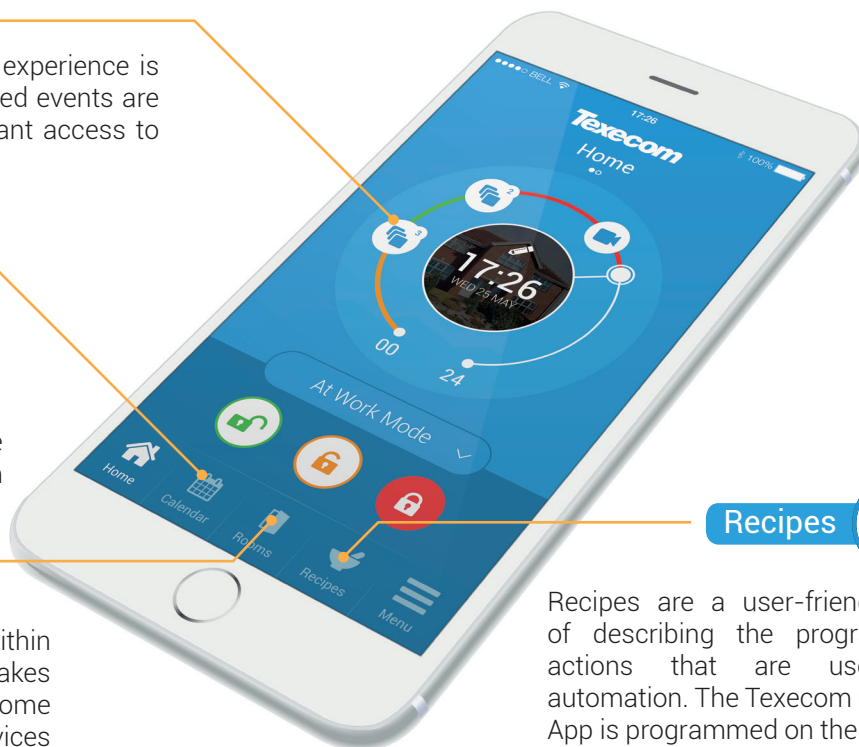 experience is
ed events are
ant access to
BELL
17:26
100%
Texecom
Home
2
3
17:26
WED 25 MAY
00
24
At Work Mode
Home
Calendar
Rooms
Recipes
Menu
e
ithin
akes
ome
vices
Recipes
Recipes are a user-frien
of describing the progr
actions that are us
automation. The Texecom
App is programmed on the